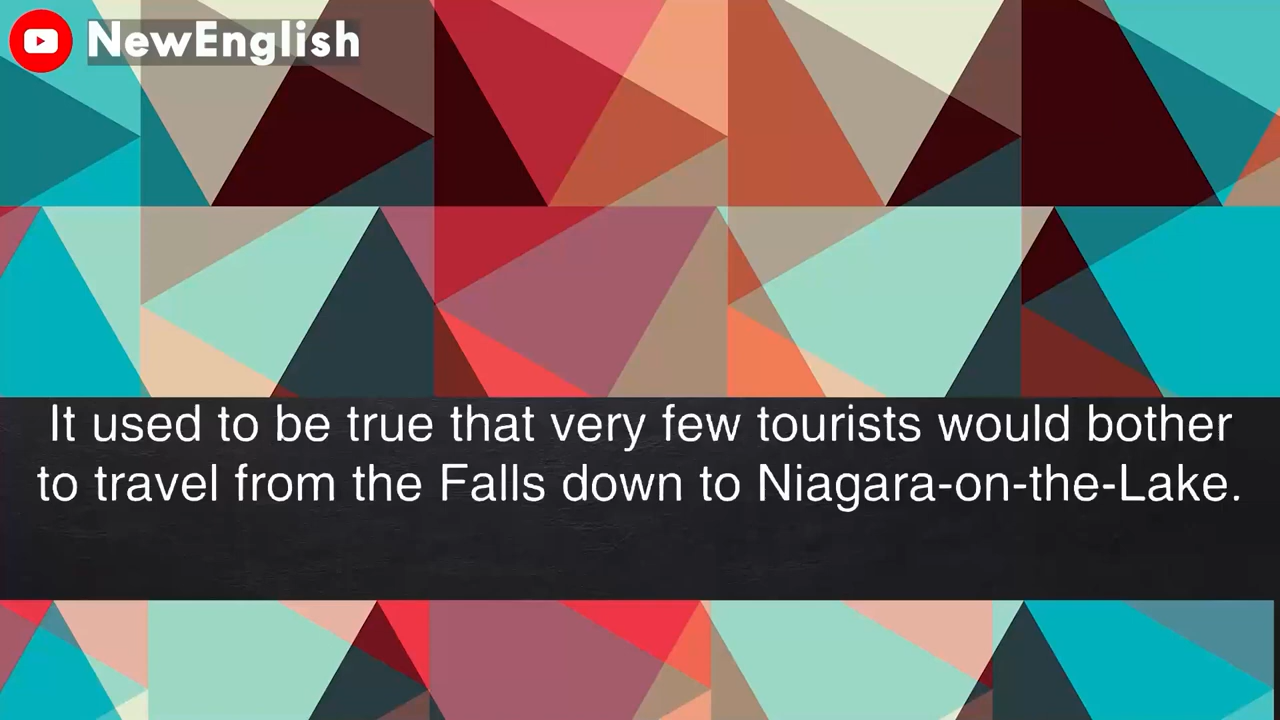 NewEnglish
It used to be true that very few tourists would bother
to travel from the Falls down to Niagara-on-the-Lake.